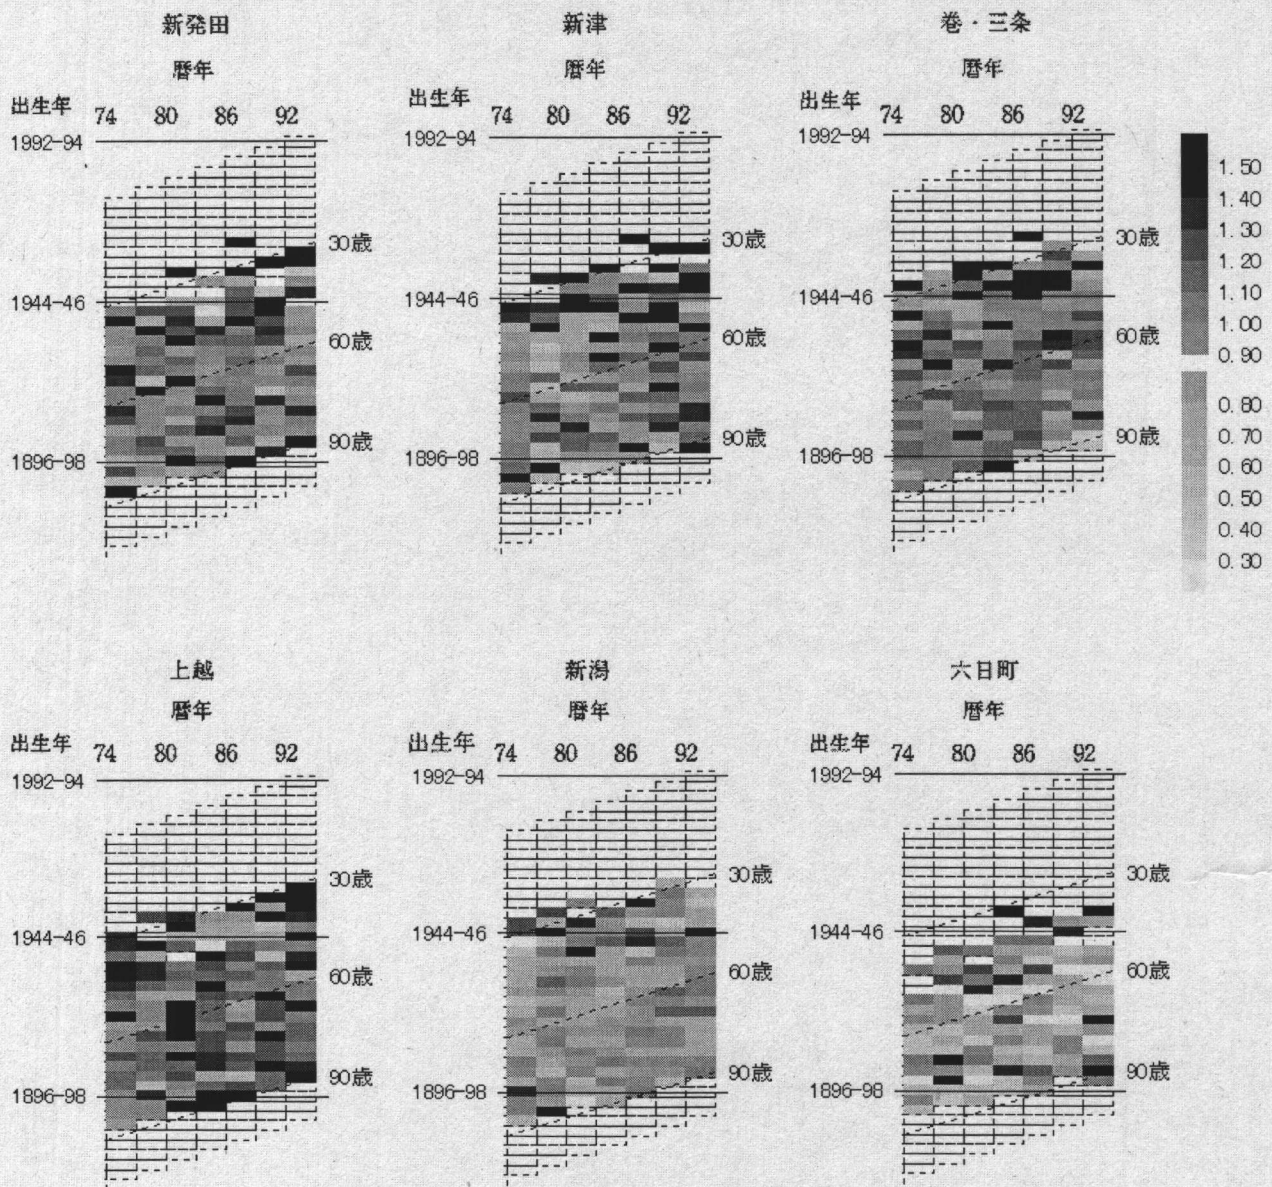 新発田
暦年
出生年 74 80 86 92
1992-94
30歳
1944-46
60歳
90歳
1896-98
新津
暦年
出生年 74 80 86 92
1992-94
30歳
1944-46
60歳
90歳
1896-98
巻・三条
暦年
出生年 74 80 86 92
1992-94
30歳
1944-46
60歳
90歳
1896-98
1.50
1.40
1.30
1.20
1.10
1.00
0.90
0.80
0.70
0.60
0.50
0.40
0.30
上越
暦年
出生年 74 80 86 92
1992-94
30歳
1944-46
60歳
90歳
1896-98
新潟
暦年
出生年 74 80 86 92
1992-94
30歳
1944-46
60歳
90歳
1896-98
六日町
暦年
出生年 74 80 86 92
1992-94
30歳
1944-46
60歳
90歳
1896-98